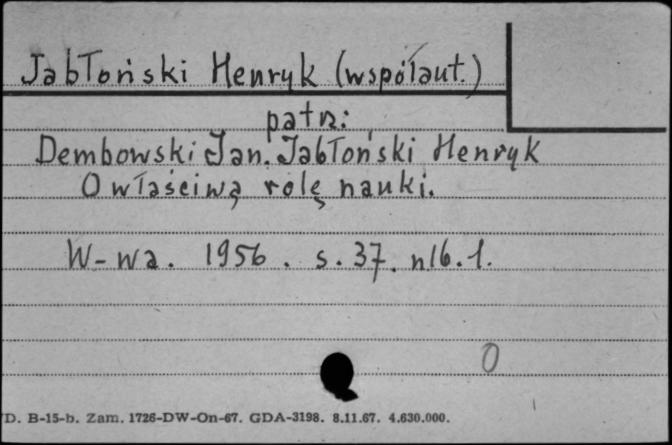 Jabłoński Henryk (współaut.)
patrz:
Dembowski Jan. Jabłoński Henryk
O właściwą rolę nauki.
W-wa. 1956. s. 37. nlb. 1.
0
D. B-15-b. Zam. 1726-DW-On-67. GDA-3198. 8.11.67. 4.630.000.